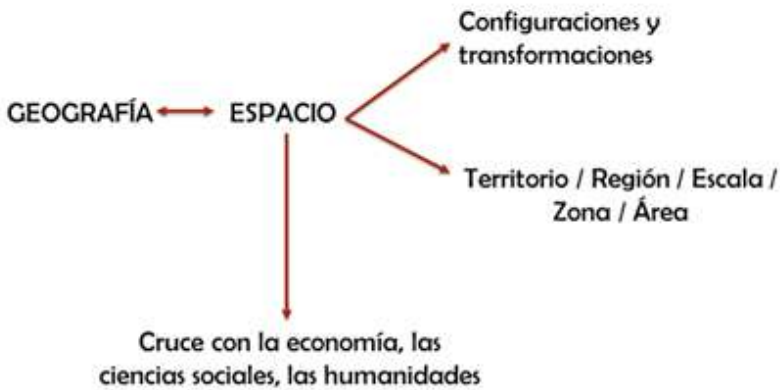 Configuraciones y
transformaciones
GEOGRAFÍA
ESPACIO
Territorio / Región / Escala /
Zona / Área
Cruce con la economía, las
ciencias sociales, las humanidades